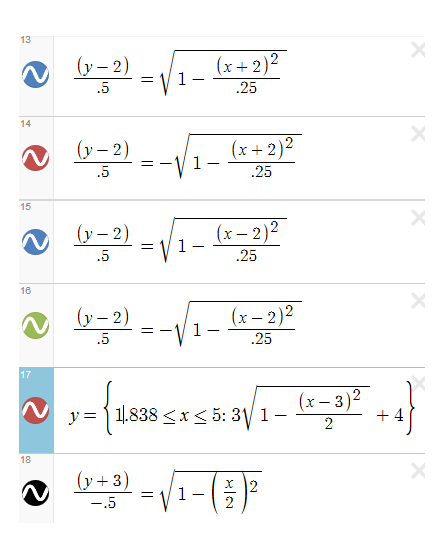 13
(y − 2)/.5 = √(1 − (x + 2)²/.25)
14
(y − 2)/.5 = −√(1 − (x + 2)²/.25)
15
(y − 2)/.5 = √(1 − (x − 2)²/.25)
16
(y − 2)/.5 = −√(1 − (x − 2)²/.25)
17
y = {1.838 ≤ x ≤ 5: 3√(1 − (x − 3)²/2) + 4}
18
(y + 3)/−.5 = √(1 − (x/2)²)